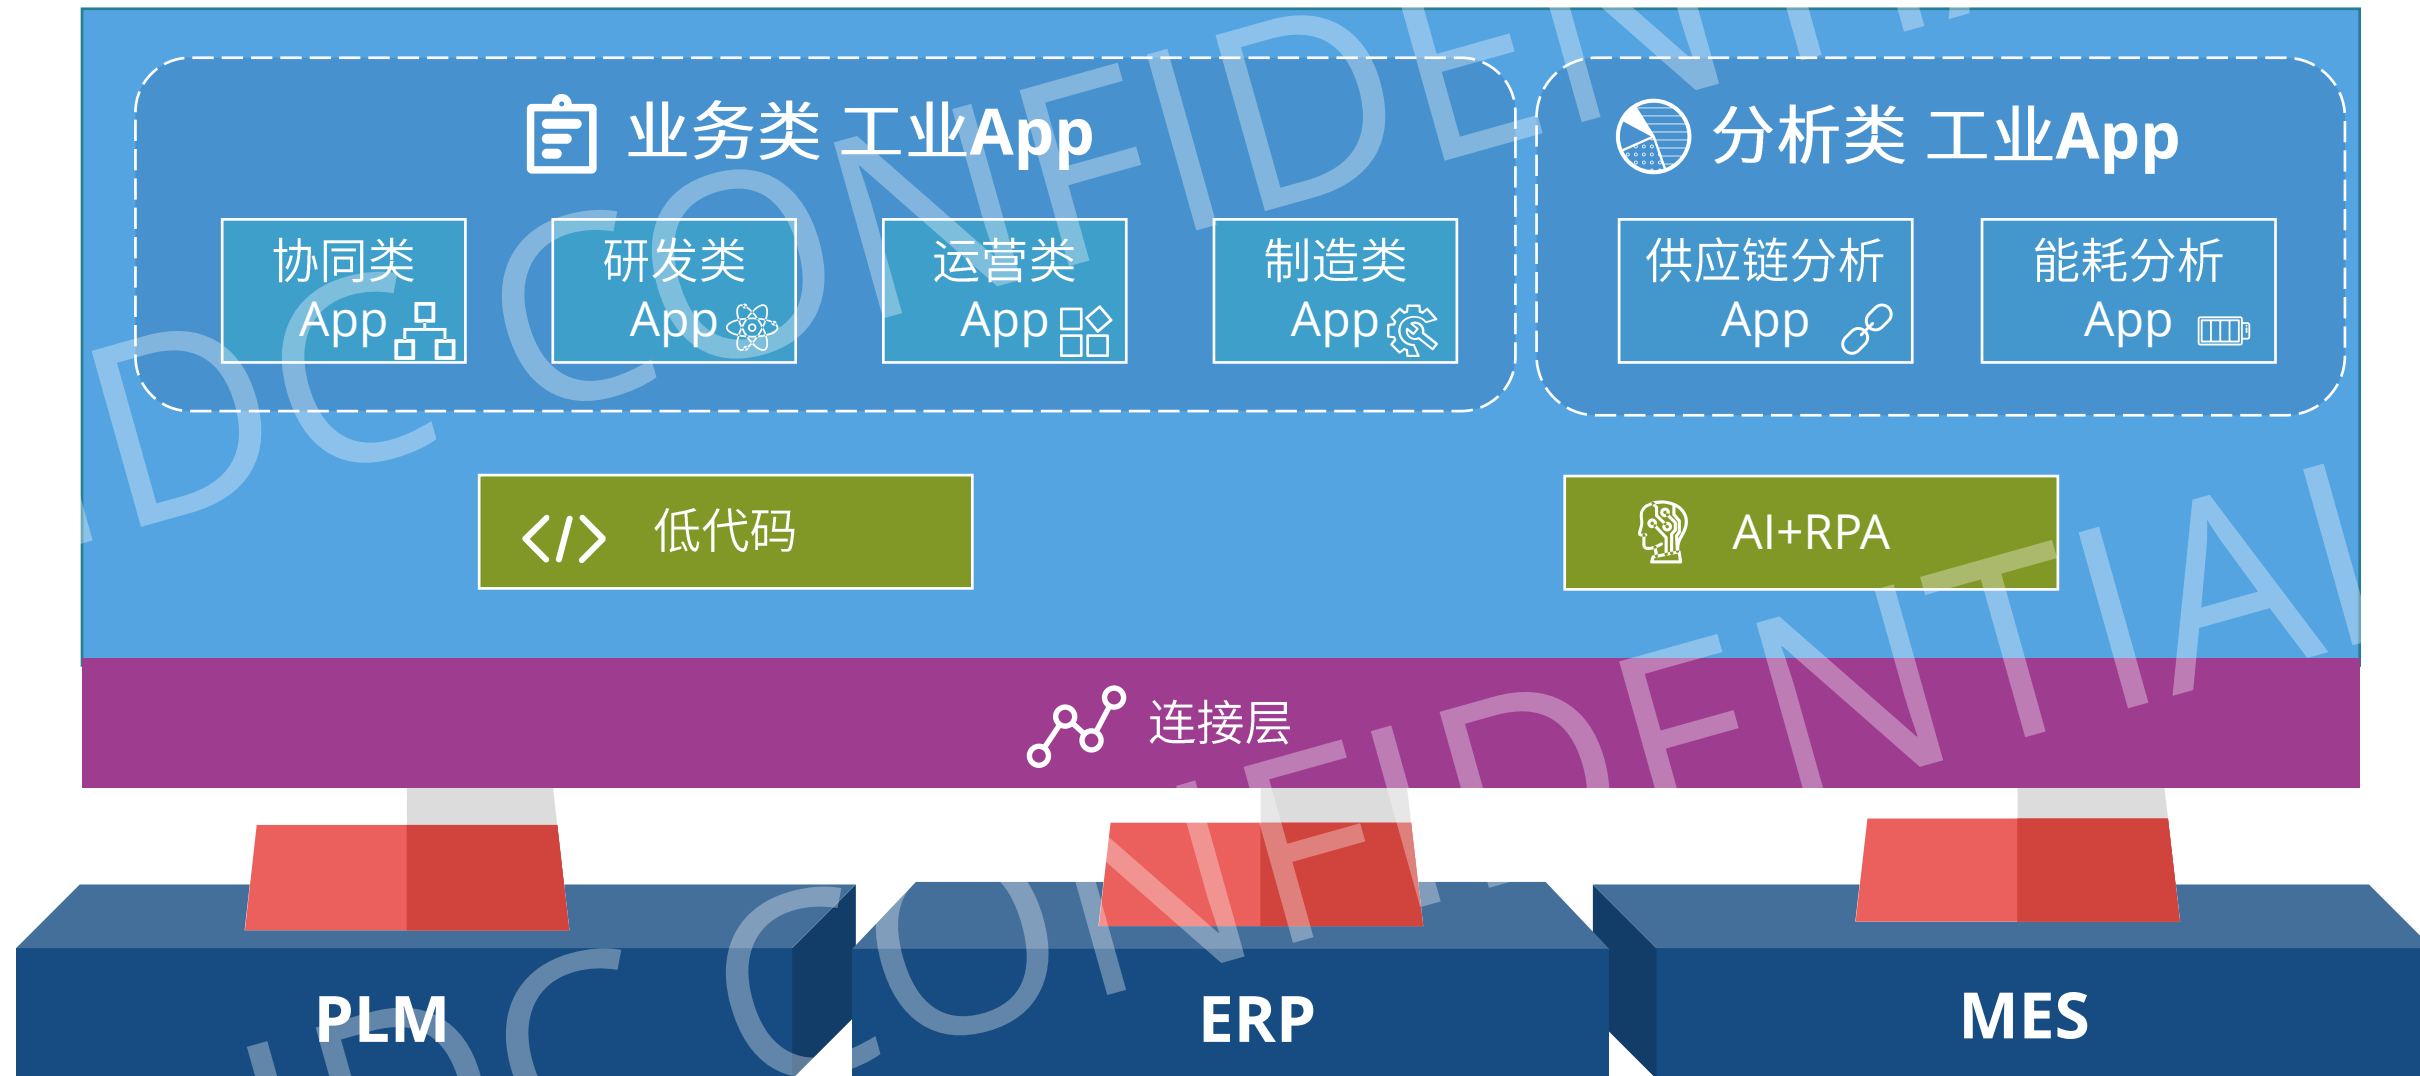 业务类 工业App
分析类 工业App
协同类
App
研发类
App
运营类
App
制造类
App
供应链分析
App
能耗分析
App
低代码
AI+RPA
连接层
PLM
ERP
MES
IDC CONFIDENTIAL
IDC CONFIDENTIAL